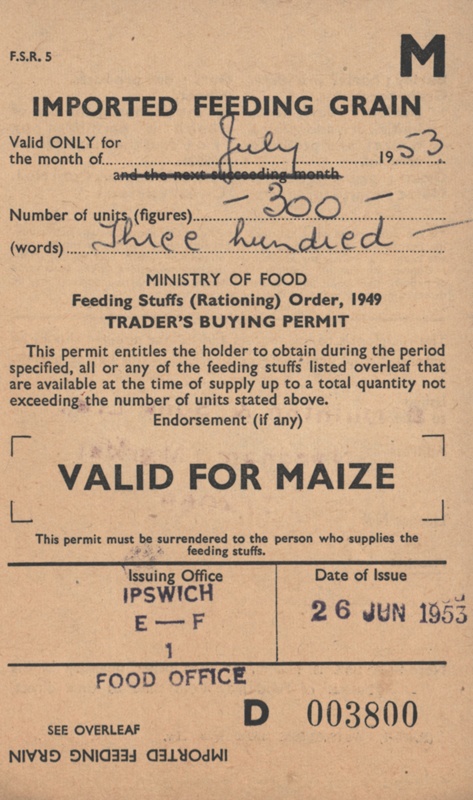 F.S.R. 5
M
IMPORTED FEEDING GRAIN
Valid ONLY for
the month of July 1953.
and the next succeeding month
Number of units (figures) - 300 -
(words) Three hundred -
MINISTRY OF FOOD
Feeding Stuffs (Rationing) Order, 1949
TRADER'S BUYING PERMIT
This permit entitles the holder to obtain during the period
specified, all or any of the feeding stuffs listed overleaf that
are available at the time of supply up to a total quantity not
exceeding the number of units stated above.
Endorsement (if any)
VALID FOR MAIZE
This permit must be surrendered to the person who supplies the
feeding stuffs.
Issuing Office
IPSWICH
E — F
1
FOOD OFFICE
Date of Issue
26 JUN 1953
D 003800
SEE OVERLEAF
IMPORTED FEEDING GRAIN